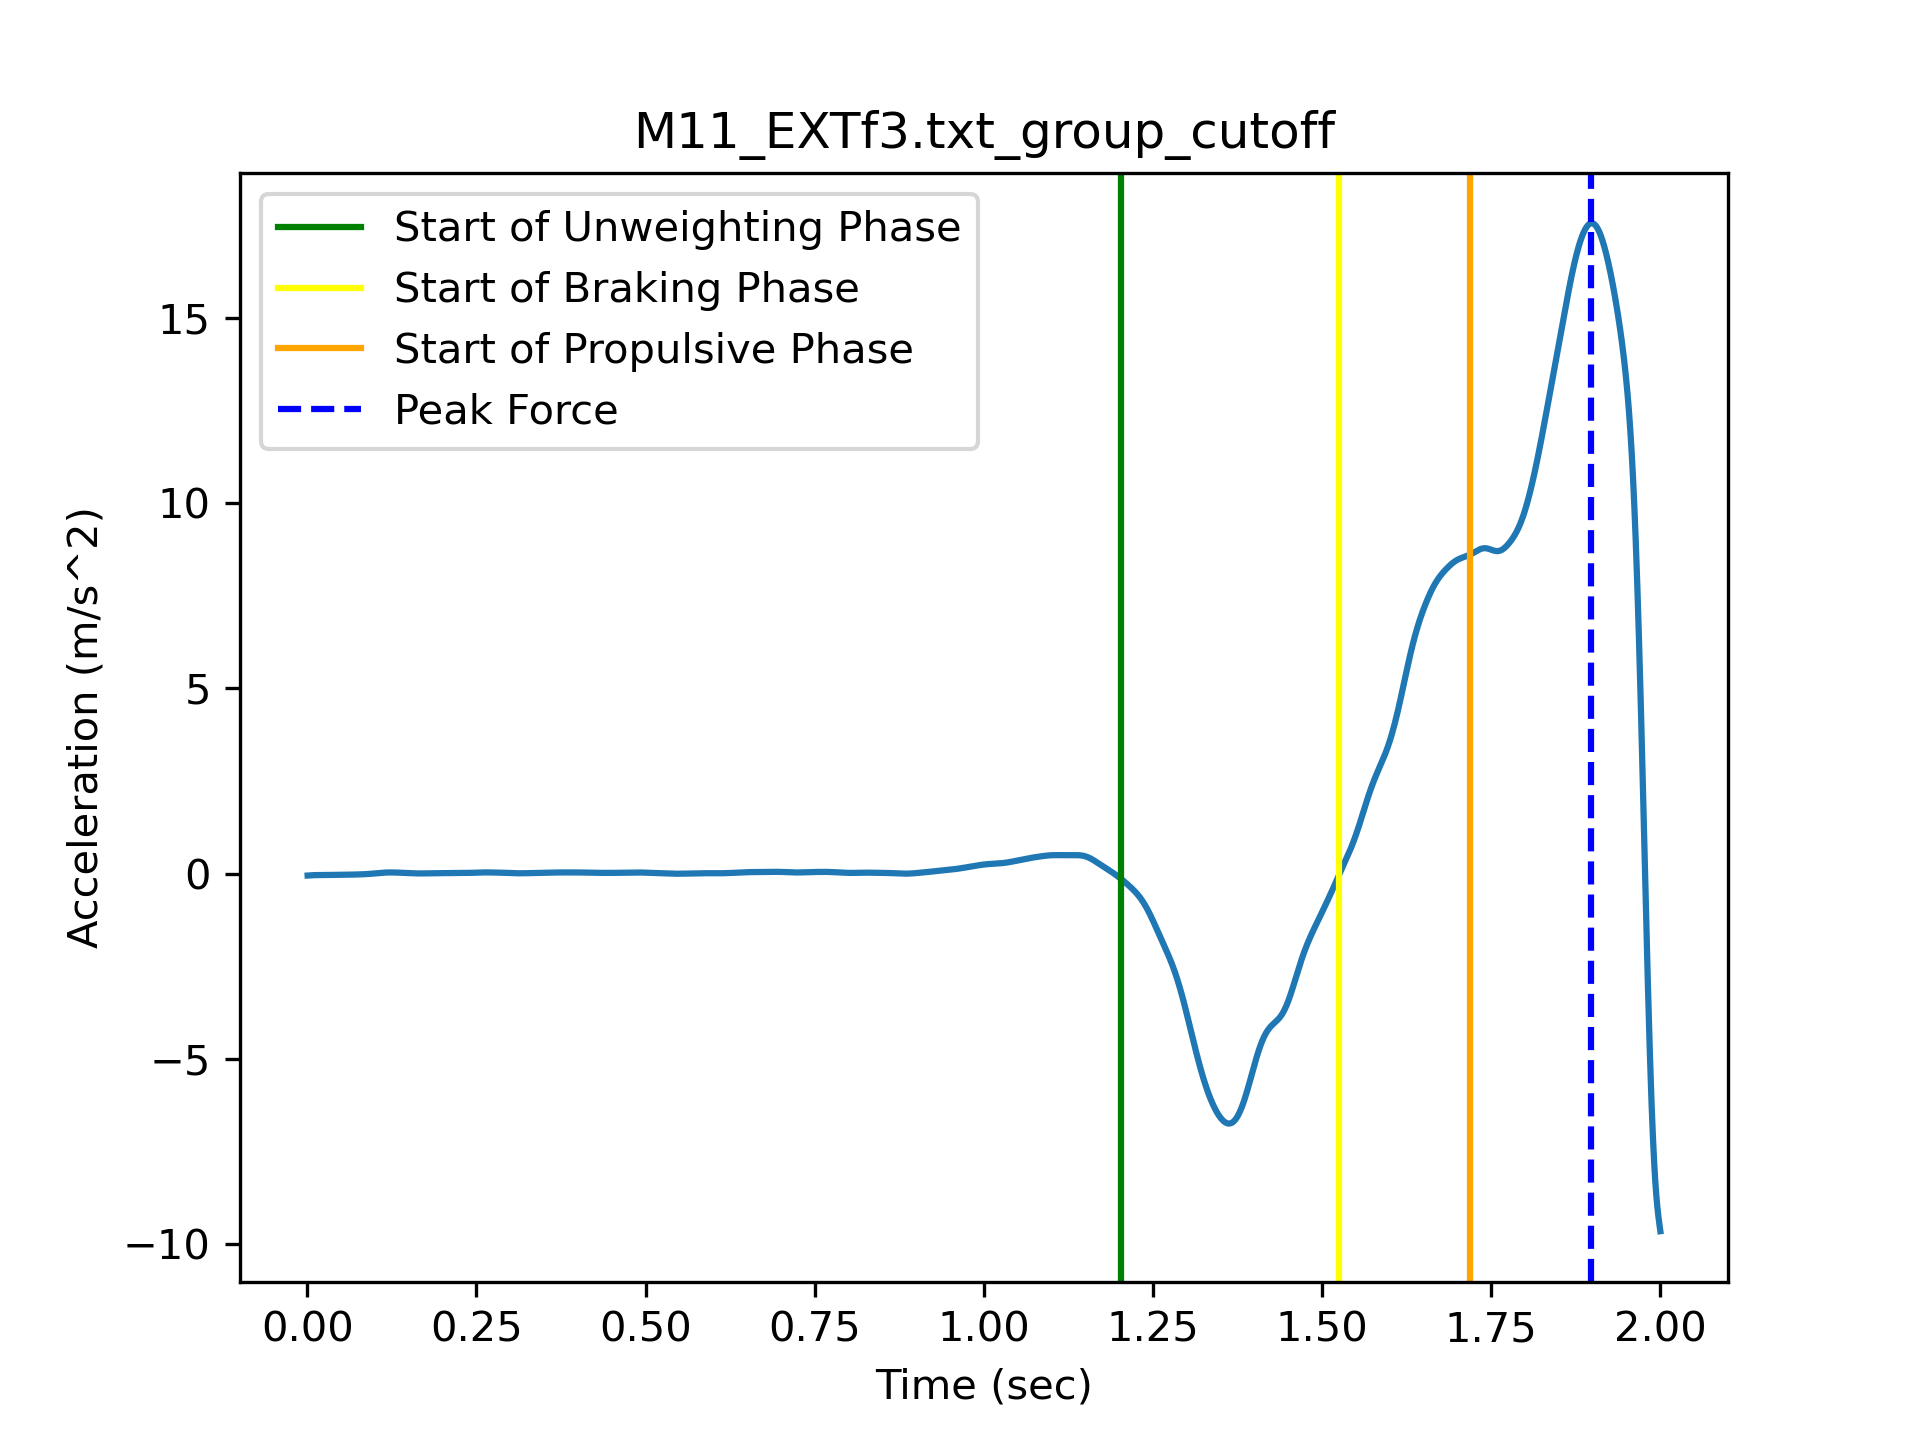 M11_EXTf3.txt_group_cutoff
Start of Unweighting Phase
Start of Braking Phase
Start of Propulsive Phase
Peak Force
Acceleration (m/s^2)
15
10
5
0
−5
−10
0.00 0.25 0.50 0.75 1.00 1.25 1.50 1.75 2.00
Time (sec)